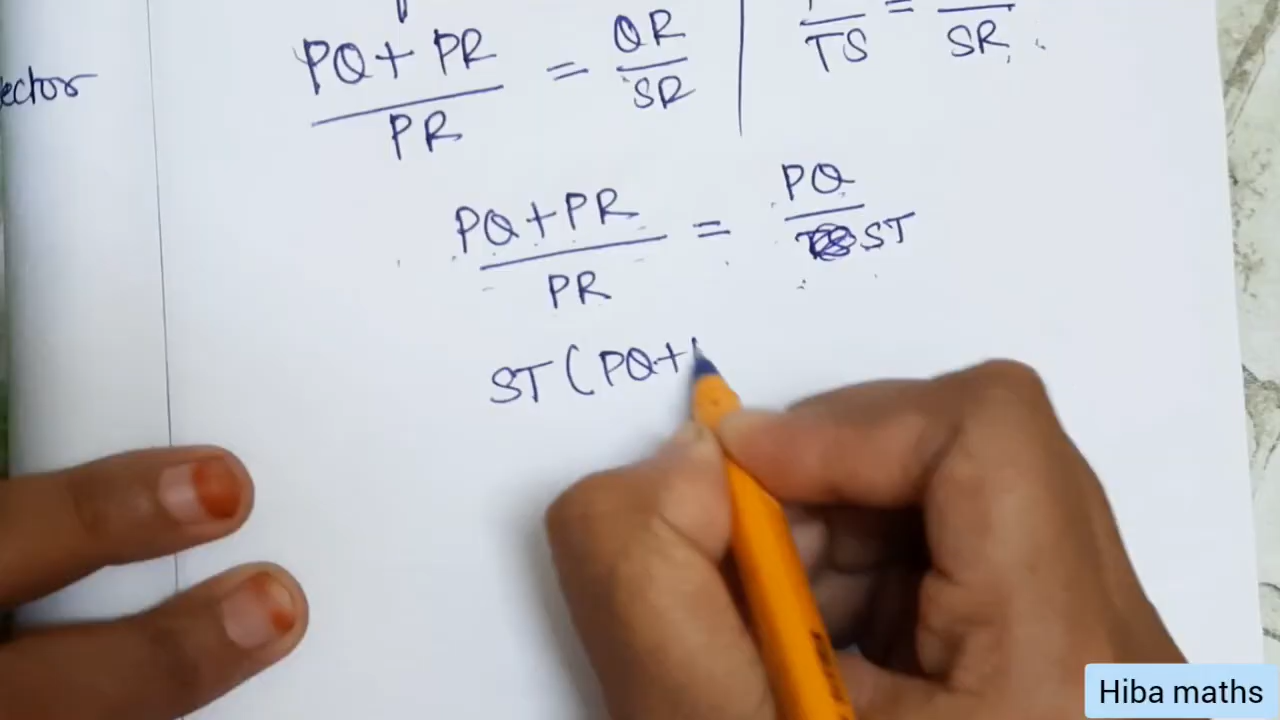 PQ + PR / PR = QR / SR
TS = SR
ector
PQ + PR / PR = PQ / ST
ST ( PQ +
Hiba maths